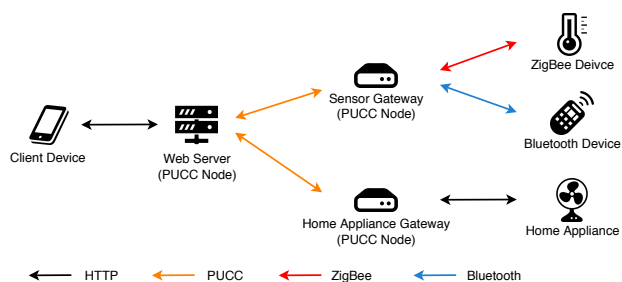 ZigBee Deivce
Sensor Gateway
(PUCC Node)
Client Device
Web Server
(PUCC Node)
Bluetooth Device
Home Appliance Gateway
(PUCC Node)
Home Appliance
HTTP
PUCC
ZigBee
Bluetooth